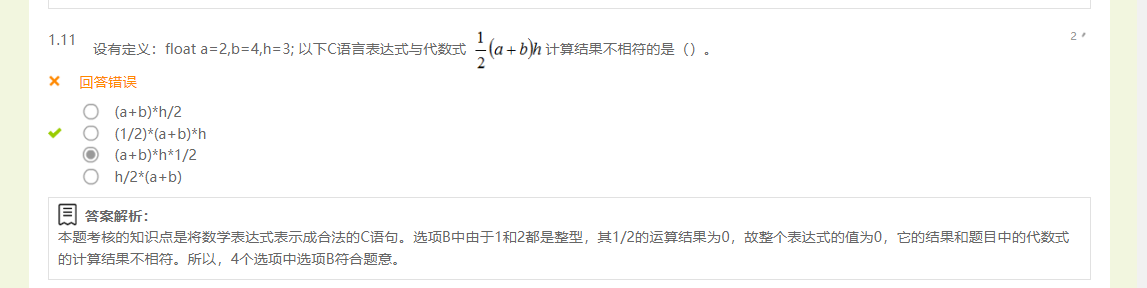 1.11 设有定义：float a=2,b=4,h=3; 以下C语言表达式与代数式 1/2(a+b)h 计算结果不相符的是（）。
2
回答错误
(a+b)*h/2
(1/2)*(a+b)*h
(a+b)*h*1/2
h/2*(a+b)
答案解析：
本题考核的知识点是将数学表达式表示成合法的C语句。选项B中由于1和2都是整型，其1/2的运算结果为0，故整个表达式的值为0，它的结果和题目中的代数式
的计算结果不相符。所以，4个选项中选项B符合题意。